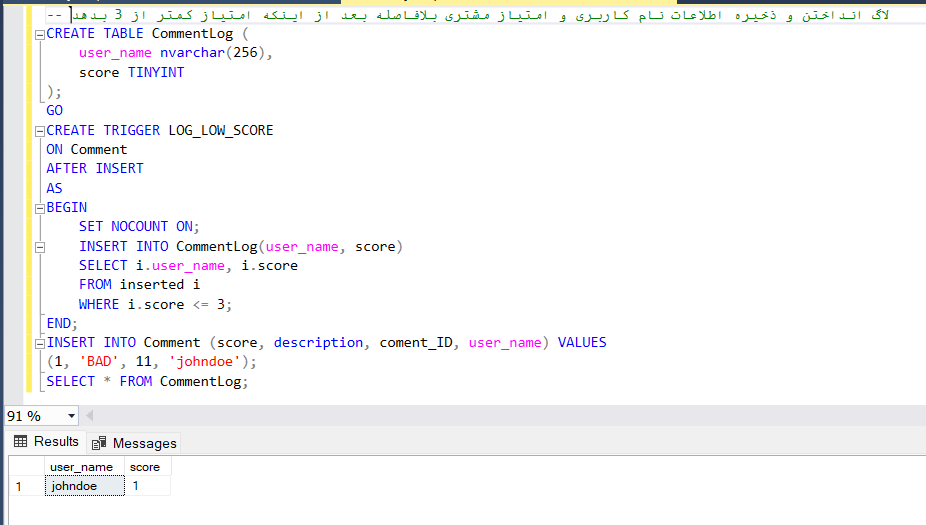 -- لاگ انداختن و ذخیره اطلاعات نام کاربری و امتیاز مشتری بلافاصله بعد از اینکه امتیاز کمتر از 3 بدهد
CREATE TABLE CommentLog (
user_name nvarchar(256),
score TINYINT
);
GO
CREATE TRIGGER LOG_LOW_SCORE
ON Comment
AFTER INSERT
AS
BEGIN
SET NOCOUNT ON;
INSERT INTO CommentLog(user_name, score)
SELECT i.user_name, i.score
FROM inserted i
WHERE i.score <= 3;
END;
INSERT INTO Comment (score, description, coment_ID, user_name) VALUES
(1, 'BAD', 11, 'johndoe');
SELECT * FROM CommentLog;
91 %
Results Messages
user_name score
1 johndoe 1